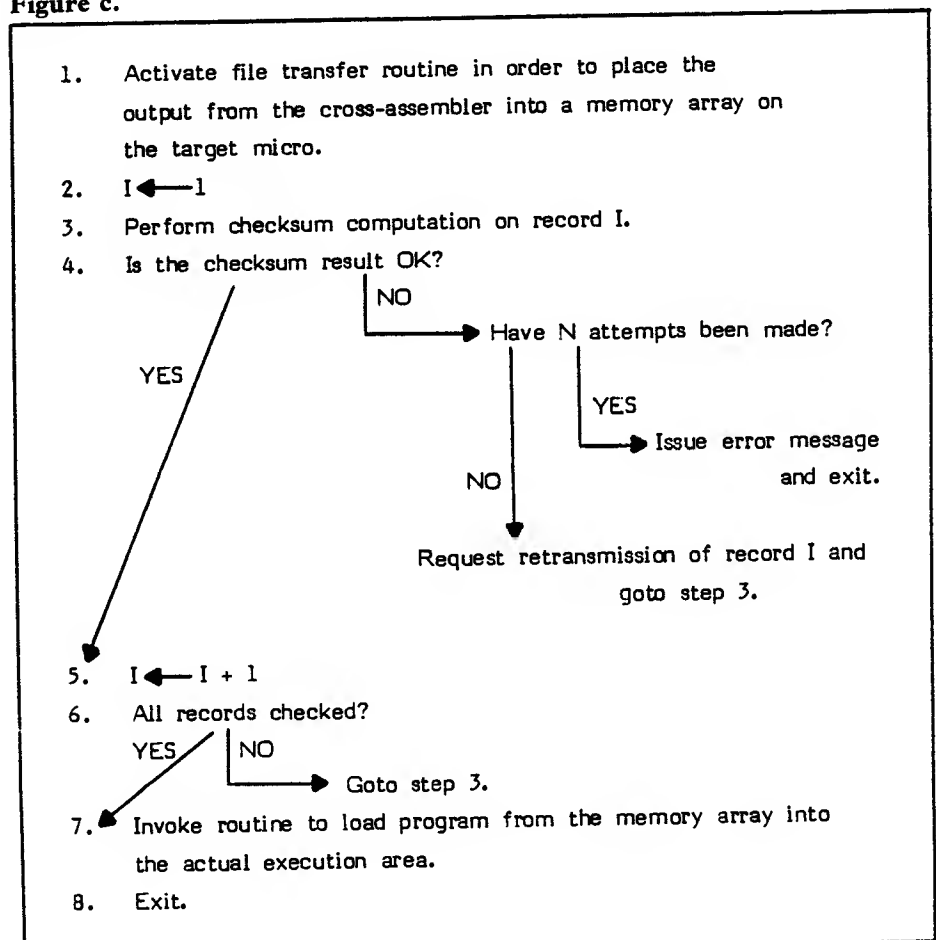 Figure c.
1. Activate file transfer routine in order to place the
output from the cross-assembler into a memory array on
the target micro.
2. I ← 1
3. Perform checksum computation on record I.
4. Is the checksum result OK?
NO
Have N attempts been made?
YES
YES
Issue error message
and exit.
NO
Request retransmission of record I and
goto step 3.
5. I ← I + 1
6. All records checked?
YES NO
Goto step 3.
7. Invoke routine to load program from the memory array into
the actual execution area.
8. Exit.